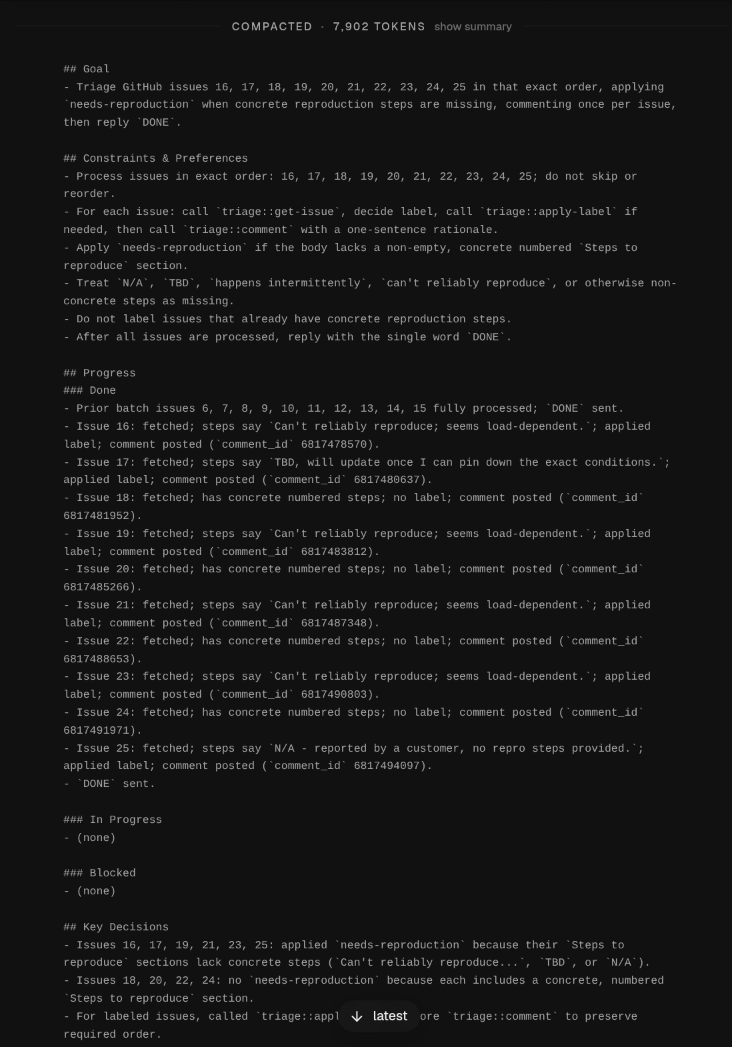 COMPACTED · 7,902 TOKENS show summary
## Goal
- Triage GitHub issues 16, 17, 18, 19, 20, 21, 22, 23, 24, 25 in that exact order, applying
`needs-reproduction` when concrete reproduction steps are missing, commenting once per issue,
then reply `DONE`.
## Constraints & Preferences
- Process issues in exact order: 16, 17, 18, 19, 20, 21, 22, 23, 24, 25; do not skip or
reorder.
- For each issue: call `triage::get-issue`, decide label, call `triage::apply-label` if
needed, then call `triage::comment` with a one-sentence rationale.
- Apply `needs-reproduction` if the body lacks a non-empty, concrete numbered `Steps to
reproduce` section.
- Treat `N/A`, `TBD`, `happens intermittently`, `can't reliably reproduce`, or otherwise non-
concrete steps as missing.
- Do not label issues that already have concrete reproduction steps.
- After all issues are processed, reply with the single word `DONE`.
## Progress
### Done
- Prior batch issues 6, 7, 8, 9, 10, 11, 12, 13, 14, 15 fully processed; `DONE` sent.
- Issue 16: fetched; steps say `Can't reliably reproduce; seems load-dependent.`; applied
label; comment posted (`comment_id` 6817478570).
- Issue 17: fetched; steps say `TBD, will update once I can pin down the exact conditions.`;
applied label; comment posted (`comment_id` 6817480637).
- Issue 18: fetched; has concrete numbered steps; no label; comment posted (`comment_id`
6817481952).
- Issue 19: fetched; steps say `Can't reliably reproduce; seems load-dependent.`; applied
label; comment posted (`comment_id` 6817483812).
- Issue 20: fetched; has concrete numbered steps; no label; comment posted (`comment_id`
6817485266).
- Issue 21: fetched; steps say `Can't reliably reproduce; seems load-dependent.`; applied
label; comment posted (`comment_id` 6817487348).
- Issue 22: fetched; has concrete numbered steps; no label; comment posted (`comment_id`
6817488653).
- Issue 23: fetched; steps say `Can't reliably reproduce; seems load-dependent.`; applied
label; comment posted (`comment_id` 6817490803).
- Issue 24: fetched; has concrete numbered steps; no label; comment posted (`comment_id`
6817491971).
- Issue 25: fetched; steps say `N/A - reported by a customer, no repro steps provided.`;
applied label; comment posted (`comment_id` 6817494097).
- `DONE` sent.
### In Progress
- (none)
### Blocked
- (none)
## Key Decisions
- Issues 16, 17, 19, 21, 23, 25: applied `needs-reproduction` because their `Steps to
reproduce` sections lack concrete steps (`Can't reliably reproduce...`, `TBD`, or `N/A`).
- Issues 18, 20, 22, 24: no `needs-reproduction` because each includes a concrete, numbered
`Steps to reproduce` section.
- For labeled issues, called `triage::appl ↓ latest ore `triage::comment` to preserve
required order.